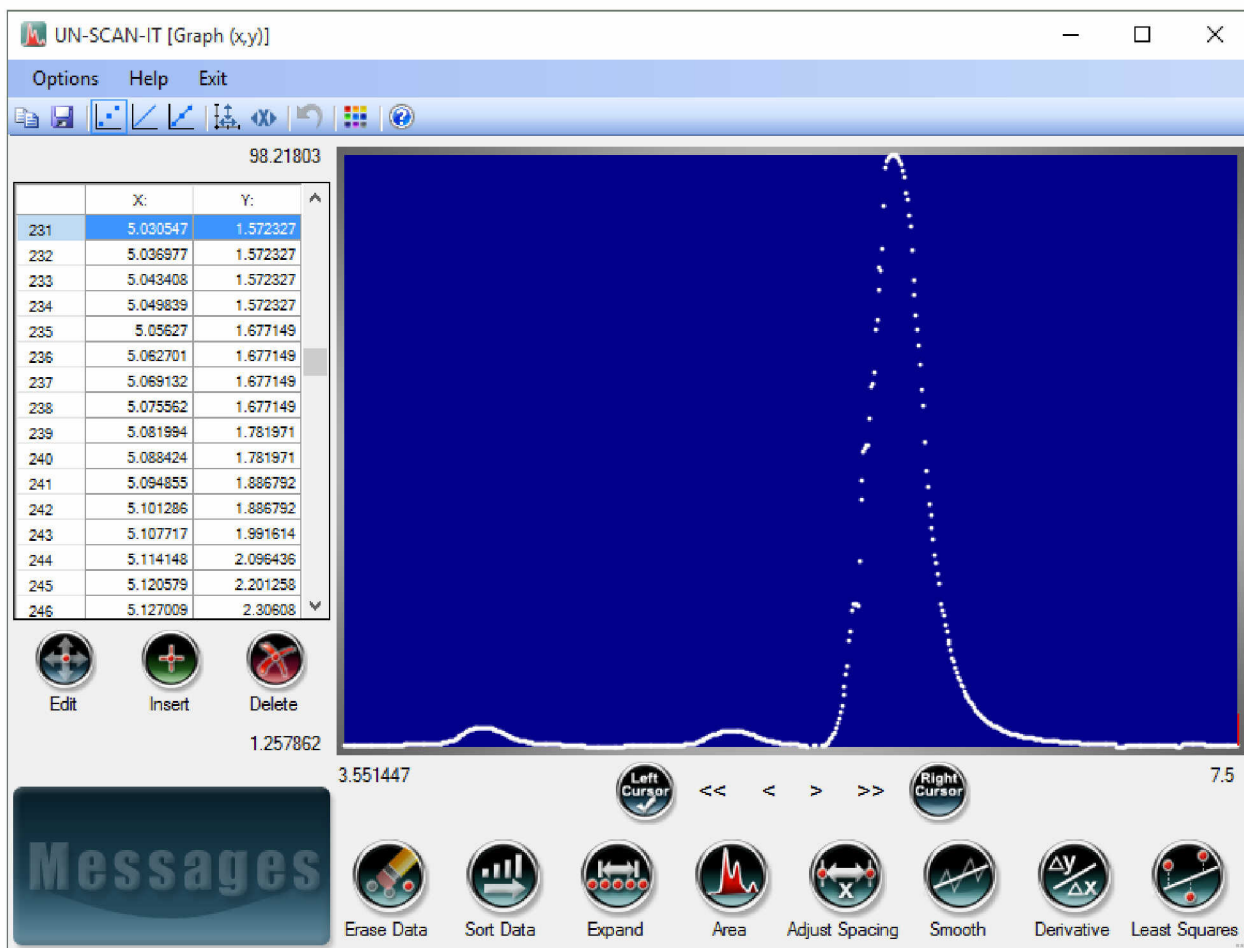 UN-SCAN-IT [Graph (x,y)]
Options Help Exit
98.21803
X: Y:
231 5.030547 1.572327
232 5.036977 1.572327
233 5.043408 1.572327
234 5.049839 1.572327
235 5.05627 1.677149
236 5.062701 1.677149
237 5.069132 1.677149
238 5.075562 1.677149
239 5.081994 1.781971
240 5.088424 1.781971
241 5.094855 1.886792
242 5.101286 1.886792
243 5.107717 1.991614
244 5.114148 2.096436
245 5.120579 2.201258
246 5.127009 2.30608
Edit Insert Delete
1.257862
3.551447 7.5
Left Cursor << < > >> Right Cursor
Messages
Erase Data Sort Data Expand Area Adjust Spacing Smooth Derivative Least Squares
X
Δy/Δx